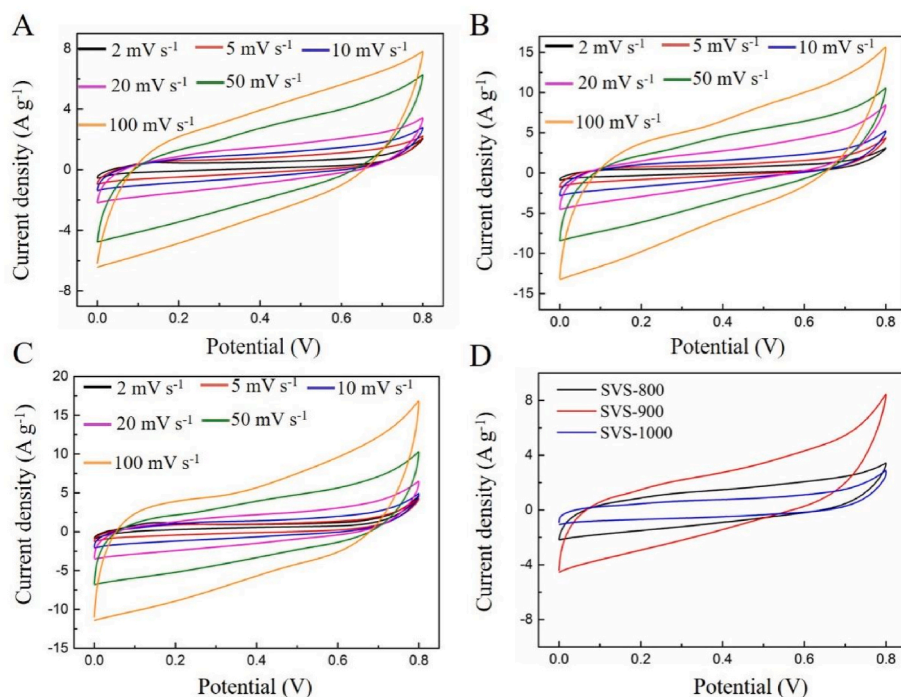 A
2 mV s⁻¹ 5 mV s⁻¹ 10 mV s⁻¹
20 mV s⁻¹ 50 mV s⁻¹
100 mV s⁻¹
Current density (A g⁻¹)
8
4
0
-4
-8
0.0 0.2 0.4 0.6 0.8
Potential (V)
B
2 mV s⁻¹ 5 mV s⁻¹ 10 mV s⁻¹
20 mV s⁻¹ 50 mV s⁻¹
100 mV s⁻¹
Current density (A g⁻¹)
15
10
5
0
-5
-10
-15
0.0 0.2 0.4 0.6 0.8
Potential (V)
C
2 mV s⁻¹ 5 mV s⁻¹ 10 mV s⁻¹
20 mV s⁻¹ 50 mV s⁻¹
100 mV s⁻¹
Current density (A g⁻¹)
20
15
10
5
0
-5
-10
-15
0.0 0.2 0.4 0.6 0.8
Potential (V)
D
SVS-800
SVS-900
SVS-1000
Current density (A g⁻¹)
8
4
0
-4
-8
0.0 0.2 0.4 0.6 0.8
Potential (V)